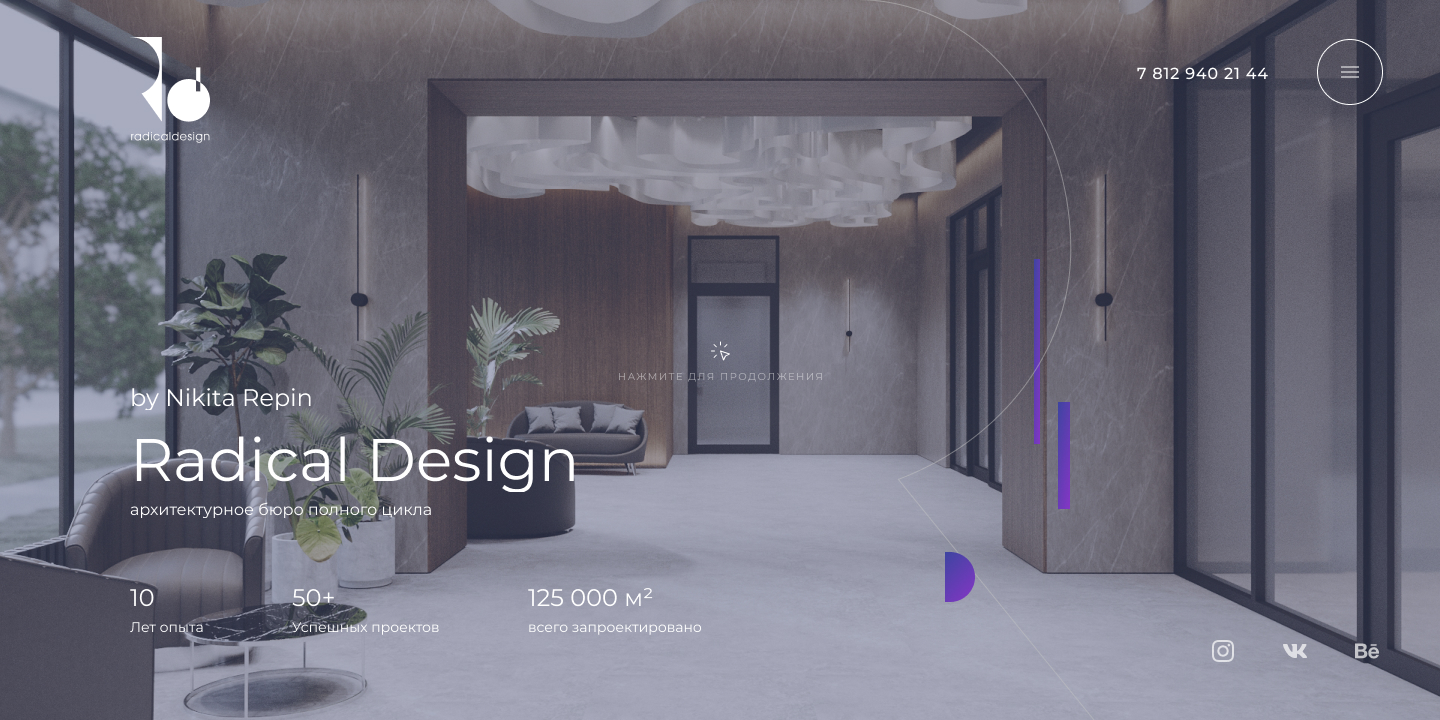 radicaldesign
7 812 940 21 44
НАЖМИТЕ ДЛЯ ПРОДОЛЖЕНИЯ
by Nikita Repin
Radical Design
архитектурное бюро полного цикла
10
Лет опыта
50+
Успешных проектов
125 000 м²
всего запроектировано
Bē